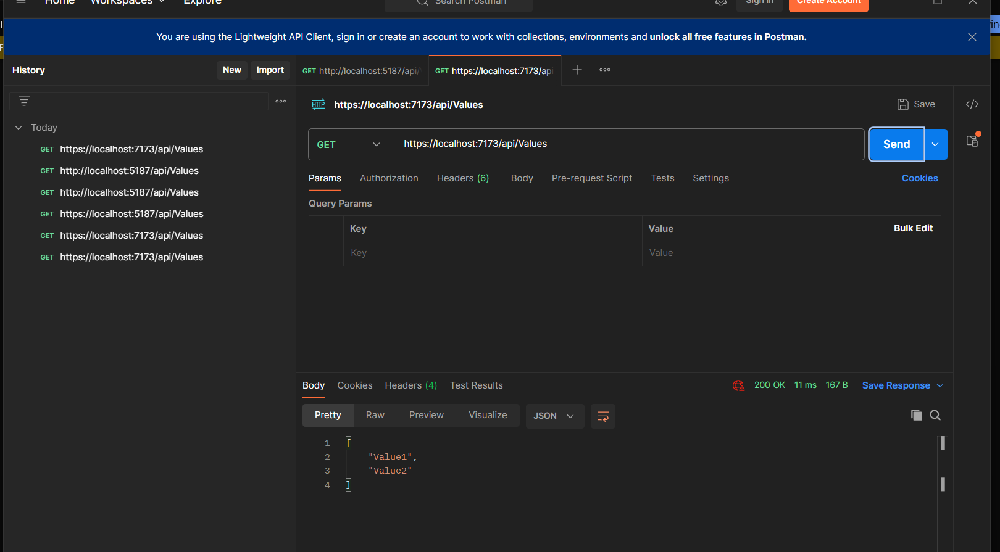 Home Workspaces Explore Search Postman Sign in Create Account
You are using the Lightweight API Client, sign in or create an account to work with collections, environments and unlock all free features in Postman.
History New Import
GET http://localhost:5187/api/ GET https://localhost:7173/api
HTTP https://localhost:7173/api/Values Save
Today
GET https://localhost:7173/api/Values
GET http://localhost:5187/api/Values
GET http://localhost:5187/api/Values
GET https://localhost:5187/api/Values
GET https://localhost:7173/api/Values
GET https://localhost:7173/api/Values
GET https://localhost:7173/api/Values Send
Params Authorization Headers (6) Body Pre-request Script Tests Settings Cookies
Query Params
Key Value Bulk Edit
Key Value
Body Cookies Headers (4) Test Results 200 OK 11 ms 167 B Save Response
Pretty Raw Preview Visualize JSON
1 [
2 "Value1",
3 "Value2"
4 ]